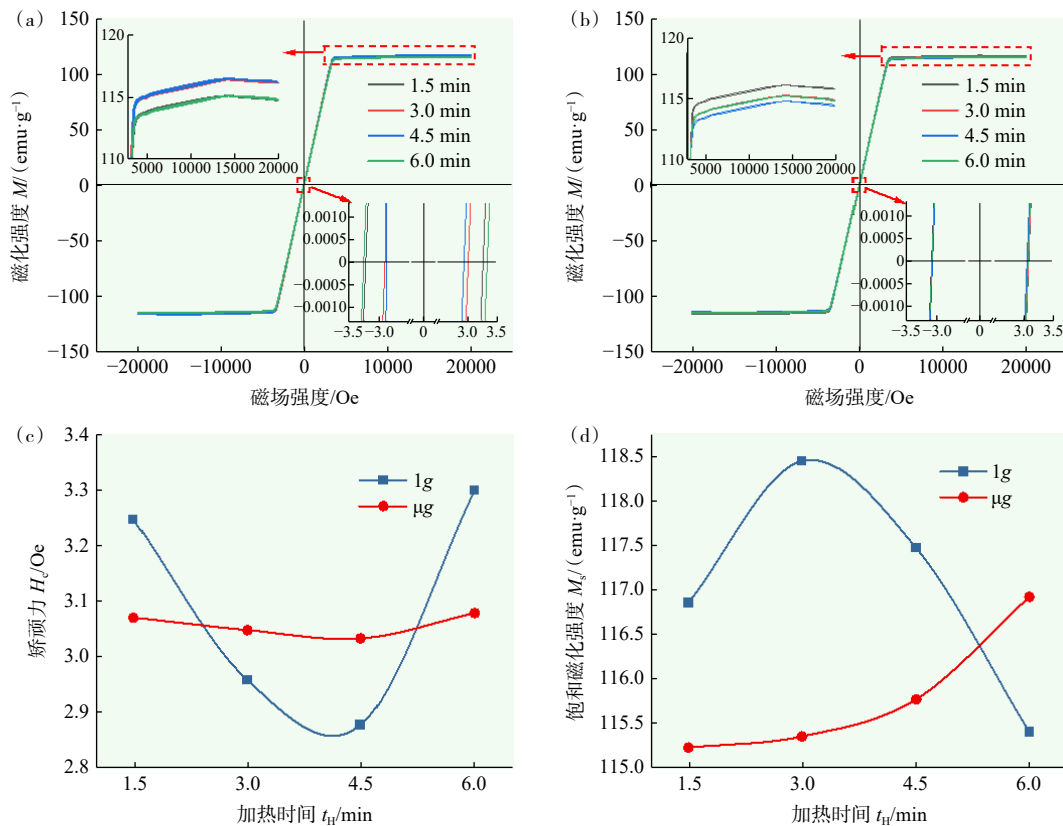 (a)
磁化强度 M/(emu·g⁻¹)
150
100
50
0
−50
−100
−150
−20000 −10000 0 10000 20000
磁场强度/Oe
1.5 min
3.0 min
4.5 min
6.0 min
120
115
110
5000 10000 15000 20000
0.0010
0.0005
0
−0.0005
−0.0010
−3.5 −3.0 0 3.0 3.5
(b)
磁化强度 M/(emu·g⁻¹)
150
100
50
0
−50
−100
−150
−20000 −10000 0 10000 20000
磁场强度/Oe
1.5 min
3.0 min
4.5 min
6.0 min
120
115
110
5000 10000 15000 20000
0.0010
0.0005
0
−0.0005
−0.0010
−3.5 −3.0 0 3.0 3.5
(c)
矫顽力 Hc/Oe
3.4
3.3
3.2
3.1
3.0
2.9
2.8
1.5 3.0 4.5 6.0
加热时间 tH/min
1g
μg
(d)
饱和磁化强度 Ms/(emu·g⁻¹)
118.5
118.0
117.5
117.0
116.5
116.0
115.5
115.0
1.5 3.0 4.5 6.0
加热时间 tH/min
1g
μg